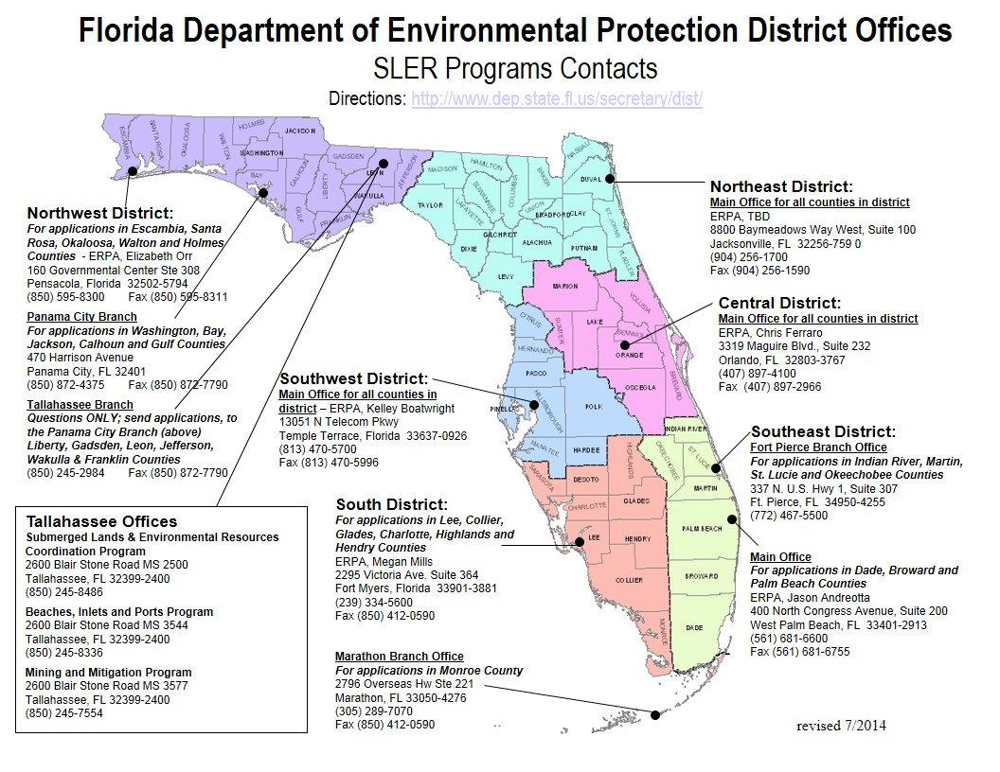 Florida Department of Environmental Protection District Offices
SLER Programs Contacts
Directions: http://www.dep.state.fl.us/secretary/dist/
ESCAMBIA
SANTA ROSA
OKALOOSA
WALTON
HOLMES
JACKSON
WASHINGTON
BAY
CALHOUN
GULF
LIBERTY
GADSDEN
LEON
WAKULLA
FRANKLIN
JEFFERSON
MADISON
TAYLOR
HAMILTON
SUWANNEE
LAFAYETTE
DIXIE
COLUMBIA
GILCHRIST
LEVY
BAKER
UNION
BRADFORD
ALACHUA
NASSAU
DUVAL
CLAY
ST. JOHNS
PUTNAM
FLAGLER
MARION
VOLUSIA
LAKE
SUMTER
SEMINOLE
ORANGE
OSCEOLA
BREVARD
CITRUS
HERNANDO
PASCO
PINELL
HILLSBOROUGH
POLK
MANATEE
HARDEE
INDIAN RIVER
OKEECHOBEE
ST. LUCIE
MARTIN
PALM BEACH
BROWARD
DADE
SARASOTA
DESOTO
HIGHLANDS
CHARLOTTE
GLADES
LEE
HENDRY
COLLIER
MONROE
Northwest District:
For applications in Escambia, Santa
Rosa, Okaloosa, Walton and Holmes
Counties - ERPA, Elizabeth Orr
160 Governmental Center Ste 308
Pensacola, Florida 32502-5794
(850) 595-8300 Fax (850) 595-8311
Panama City Branch
For applications in Washington, Bay,
Jackson, Calhoun and Gulf Counties
470 Harrison Avenue
Panama City, FL 32401
(850) 872-4375 Fax (850) 872-7790
Tallahassee Branch
Questions ONLY; send applications, to
the Panama City Branch (above)
Liberty, Gadsden, Leon, Jefferson,
Wakulla & Franklin Counties
(850) 245-2984 Fax (850) 872-7790
Tallahassee Offices
Submerged Lands & Environmental Resources
Coordination Program
2600 Blair Stone Road MS 2500
Tallahassee, FL 32399-2400
(850) 245-8486
Beaches, Inlets and Ports Program
2600 Blair Stone Road MS 3544
Tallahassee, FL 32399-2400
(850) 245-8336
Mining and Mitigation Program
2600 Blair Stone Road MS 3577
Tallahassee, FL 32399-2400
(850) 245-7554
Southwest District:
Main Office for all counties in
district – ERPA, Kelley Boatwright
13051 N Telecom Pkwy
Temple Terrace, Florida 33637-0926
(813) 470-5700
Fax (813) 470-5996
South District:
For applications in Lee, Collier,
Glades, Charlotte, Highlands and
Hendry Counties
ERPA, Megan Mills
2295 Victoria Ave. Suite 364
Fort Myers, Florida 33901-3881
(239) 334-5600
Fax (850) 412-0590
Marathon Branch Office
For applications in Monroe County
2796 Overseas Hw Ste 221
Marathon, FL 33050-4276
(305) 289-7070
Fax (850) 412-0590
Northeast District:
Main Office for all counties in district
ERPA, TBD
8800 Baymeadows Way West, Suite 100
Jacksonville, FL 32256-759 0
(904) 256-1700
Fax (904) 256-1590
Central District:
Main Office for all counties in district
ERPA, Chris Ferraro
3319 Maguire Blvd., Suite 232
Orlando, FL 32803-3767
(407) 897-4100
Fax (407) 897-2966
Southeast District:
Fort Pierce Branch Office
For applications in Indian River, Martin,
St. Lucie and Okeechobee Counties
337 N. U.S. Hwy 1, Suite 307
Ft. Pierce, FL 34950-4255
(772) 467-5500
Main Office
For applications in Dade, Broward and
Palm Beach Counties
ERPA, Jason Andreotta
400 North Congress Avenue, Suite 200
West Palm Beach, FL 33401-2913
(561) 681-6600
Fax (561) 681-6755
revised 7/2014